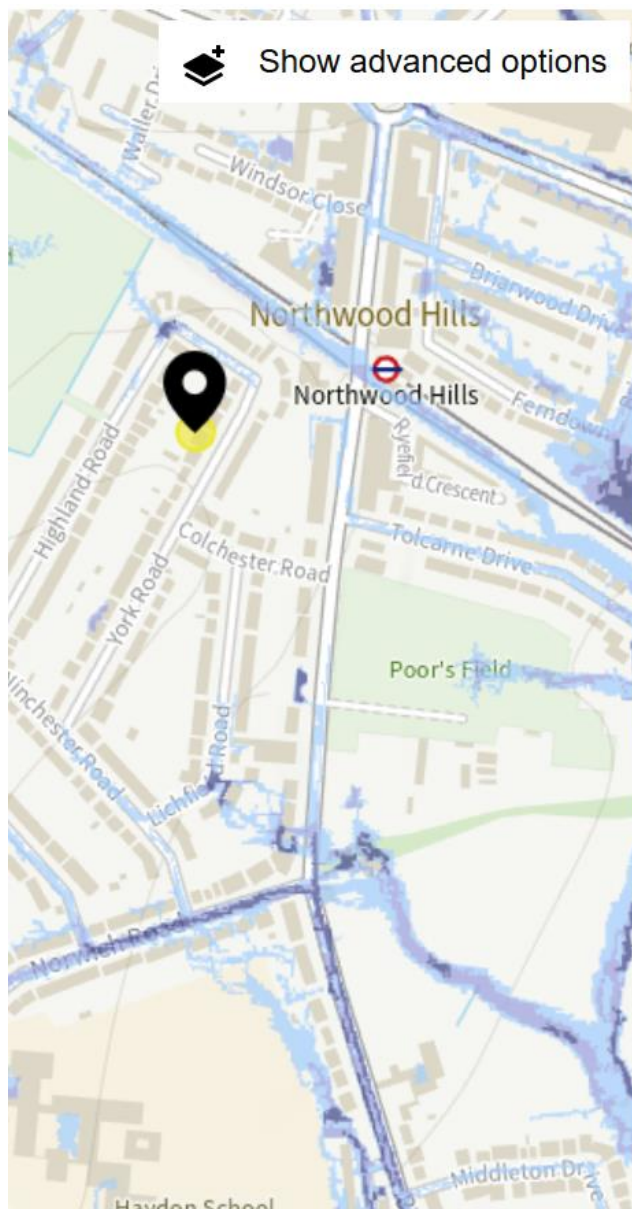 Show advanced options
Waller Dri
Windsor Close
Briarwood Drive
Northwood Hills
Northwood Hills
Ferndown
Ryefield Crescent
Highland Road
Colchester Road
Tolcarne Drive
York Road
Poor's Field
Winchester Road
Lichfield Road
Norwich Road
Middleton Drive
Haydon School